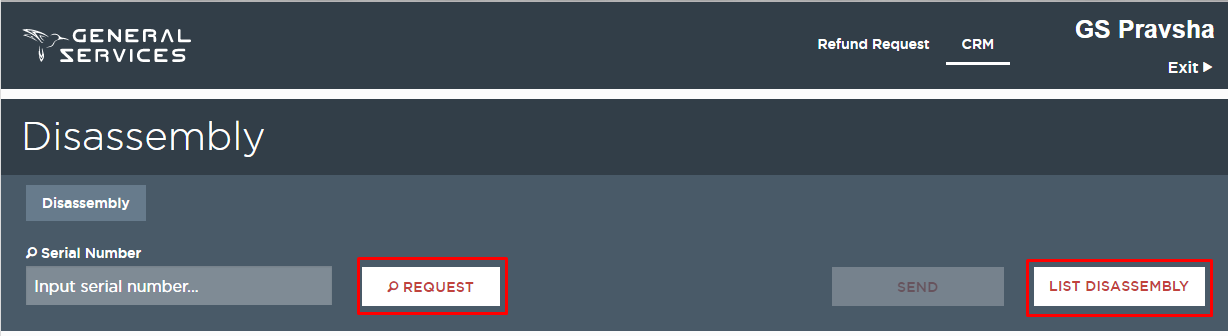 GENERAL
SERVICES
Refund Request
CRM
GS Pravsha
Exit
Disassembly
Disassembly
Serial Number
Input serial number...
REQUEST
SEND
LIST DISASSEMBLY